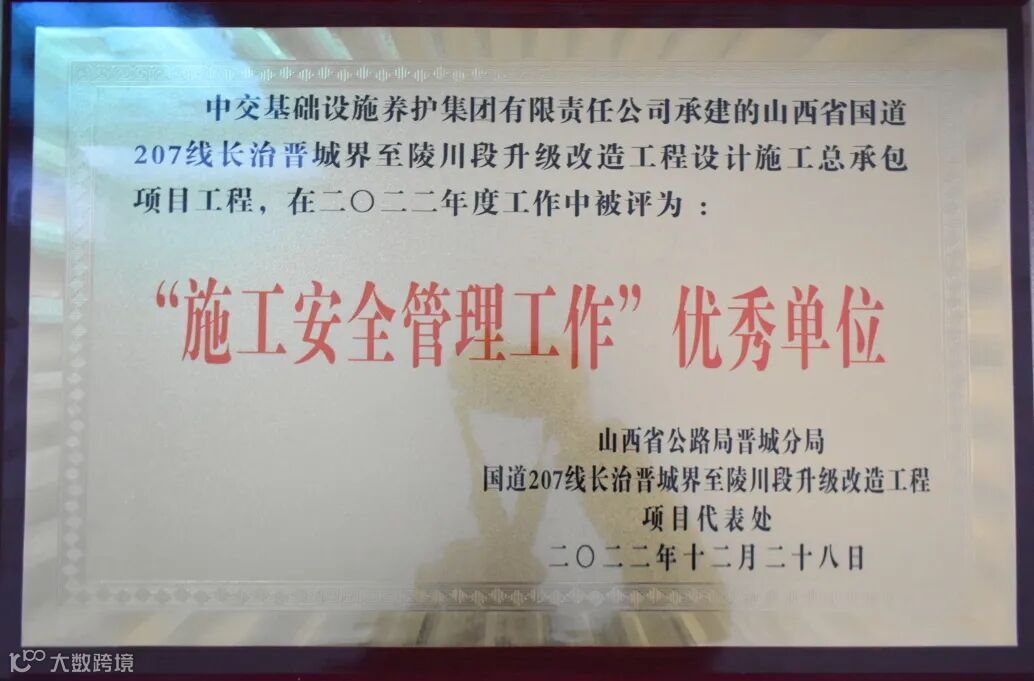 中交基础设施养护集团有限责任公司承建的山西省国道
207线长治晋城界至陵川段升级改造工程设计施工总承包
项目工程，在二〇二二年度工作中被评为：
“施工安全管理工作”优秀单位
山西省公路局晋城分局
国道207线长治晋城界至陵川段升级改造工程
项目代表处
二〇二二年十二月二十八日
大数跨境